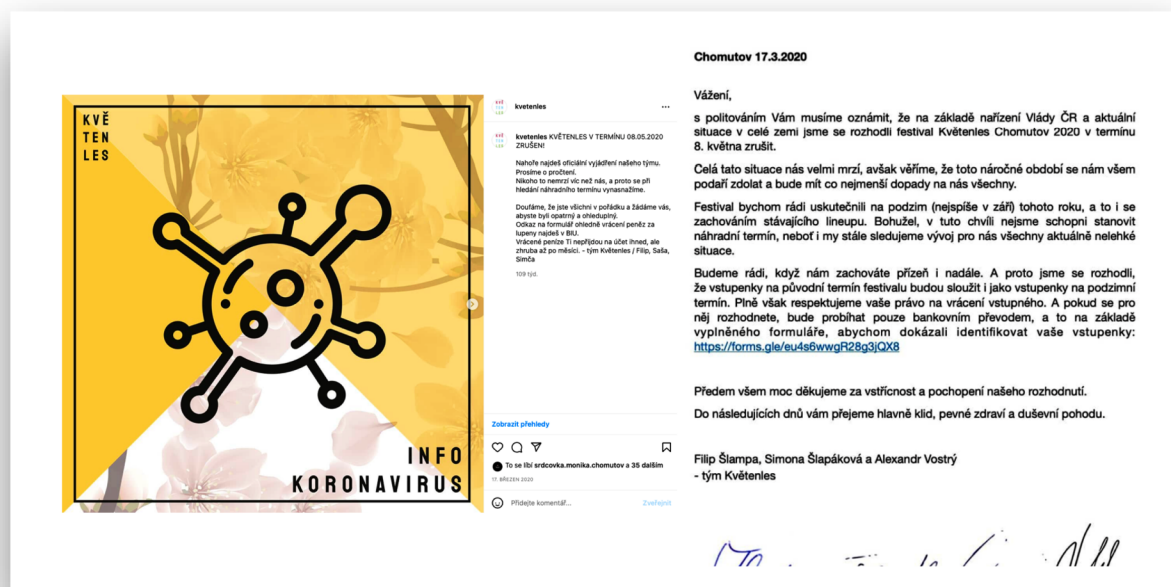 KVĚ
TEN
LES
INFO
KORONAVIRUS
KVĚ
TEN
LES
kvetenles
KVĚ
TEN
LES
kvetenles KVĚTENLES V TERMÍNU 08.05.2020
ZRUŠEN!
Nahoře najdeš oficiální vyjádření našeho týmu.
Prosíme o pročtení.
Nikoho to nemrzí víc než nás, a proto se při
hledání náhradního termínu vynasnažíme.
Doufáme, že jste všichni v pořádku a žádáme vás,
abyste byli opatrný a ohleduplný.
Odkaz na formulář ohledně vrácení peněz za
lupeny najdeš v BIU.
Vrácené peníze Ti nepřijdou na účet ihned, ale
zhruba až po měsíci. – tým Květenles / Filip, Saša,
Simča
109 týd.
Zobrazit přehledy
To se líbí srdcovka.monika.chomutov a 35 dalším
17. BŘEZEN 2020
Přidejte komentář...
Zveřejnit
Chomutov 17.3.2020
Vážení,
s politováním Vám musíme oznámit, že na základě nařízení Vlády ČR a aktuální
situace v celé zemi jsme se rozhodli festival Květenles Chomutov 2020 v termínu
8. května zrušit.
Celá tato situace nás velmi mrzí, avšak věříme, že toto náročné období se nám všem
podaří zdolat a bude mít co nejmenší dopady na nás všechny.
Festival bychom rádi uskutečnili na podzim (nejspíše v září) tohoto roku, a to i se
zachováním stávajícího lineupu. Bohužel, v tuto chvíli nejsme schopni stanovit
náhradní termín, neboť i my stále sledujeme vývoj pro nás všechny aktuálně nelehké
situace.
Budeme rádi, když nám zachováte přízeň i nadále. A proto jsme se rozhodli,
že vstupenky na původní termín festivalu budou sloužit i jako vstupenky na podzimní
termín. Plně však respektujeme vaše právo na vrácení vstupného. A pokud se pro
něj rozhodnete, bude probíhat pouze bankovním převodem, a to na základě
vyplněného formuláře, abychom dokázali identifikovat vaše vstupenky:
https://forms.gle/eu4s6wwgR28g3jQX8
Předem všem moc děkujeme za vstřícnost a pochopení našeho rozhodnutí.
Do následujících dnů vám přejeme hlavně klid, pevné zdraví a duševní pohodu.
Filip Šlampa, Simona Šlapáková a Alexandr Vostrý
- tým Květenles